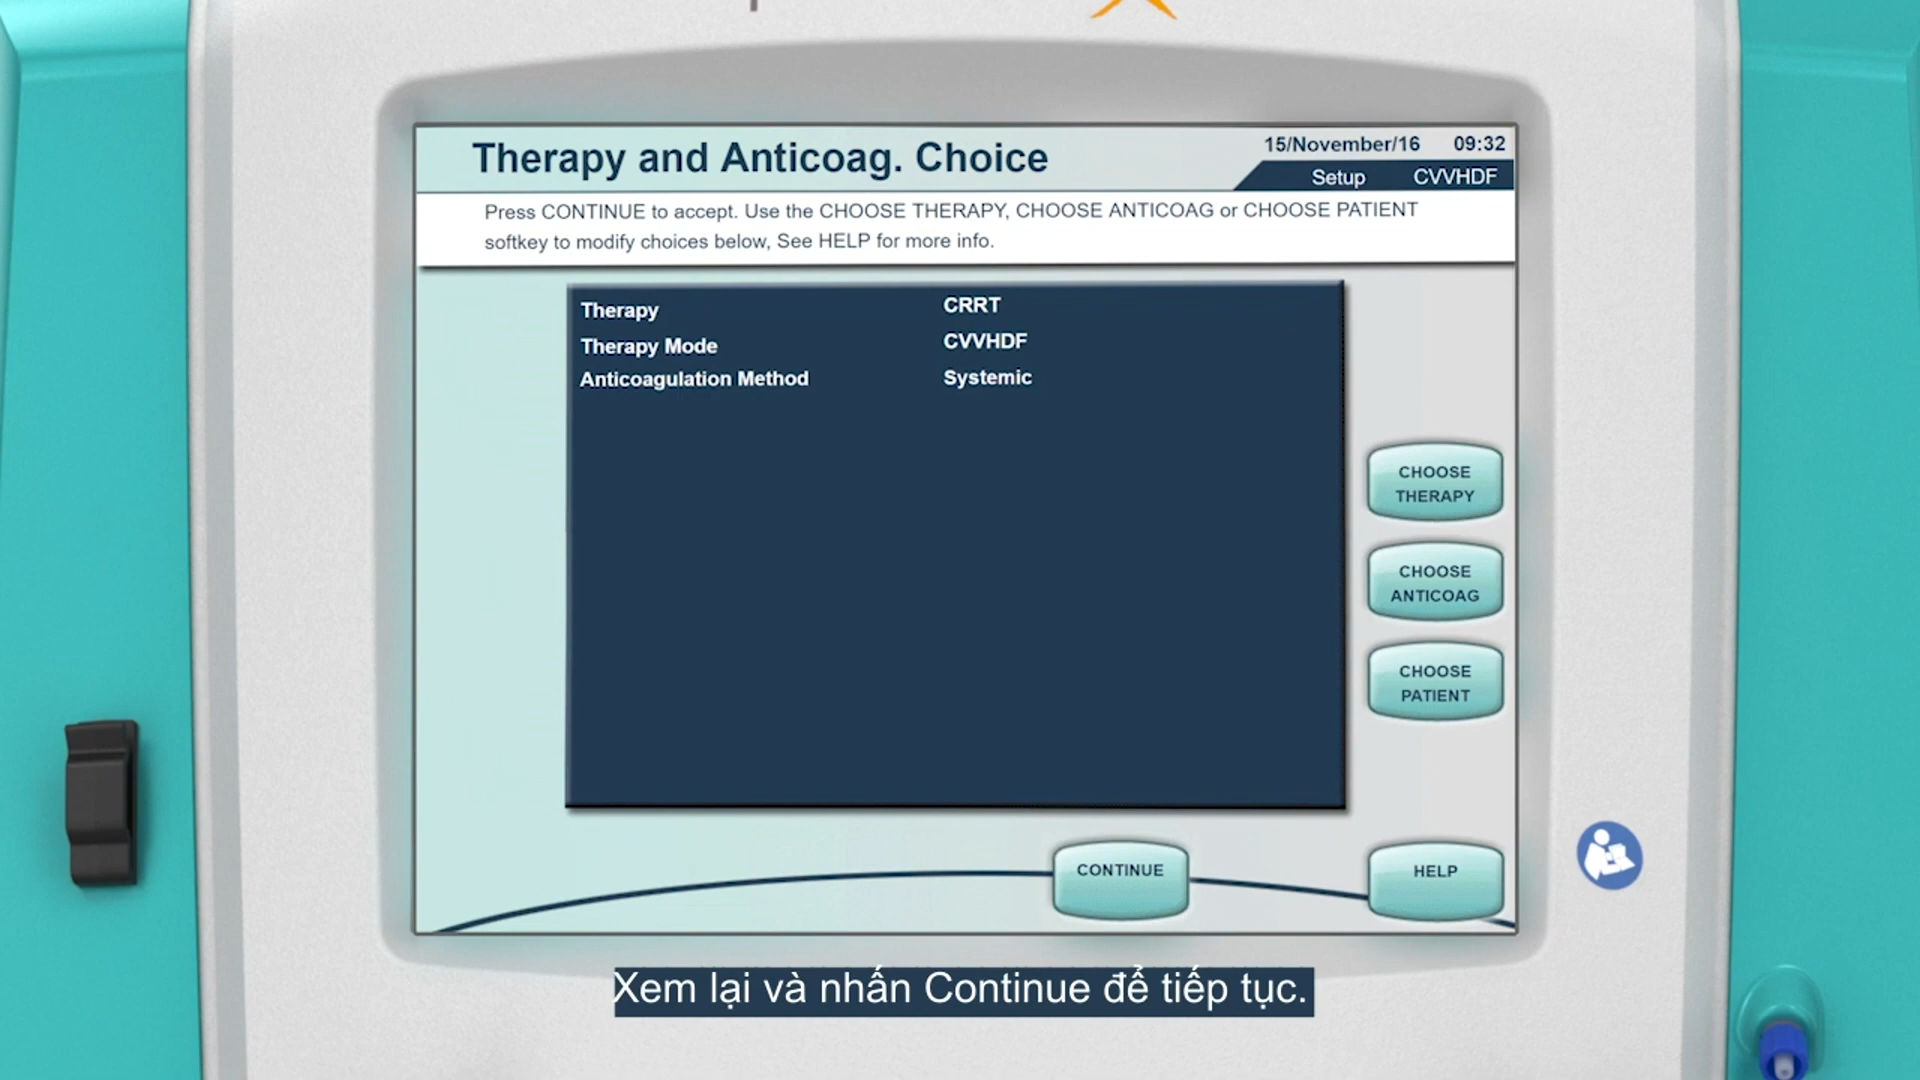 Therapy and Anticoag. Choice
15/November/16 09:32
Setup CVVHDF
Press CONTINUE to accept. Use the CHOOSE THERAPY, CHOOSE ANTICOAG or CHOOSE PATIENT
softkey to modify choices below, See HELP for more info.
Therapy CRRT
Therapy Mode CVVHDF
Anticoagulation Method Systemic
CHOOSE
THERAPY
CHOOSE
ANTICOAG
CHOOSE
PATIENT
CONTINUE
HELP
Xem lại và nhấn Continue để tiếp tục.